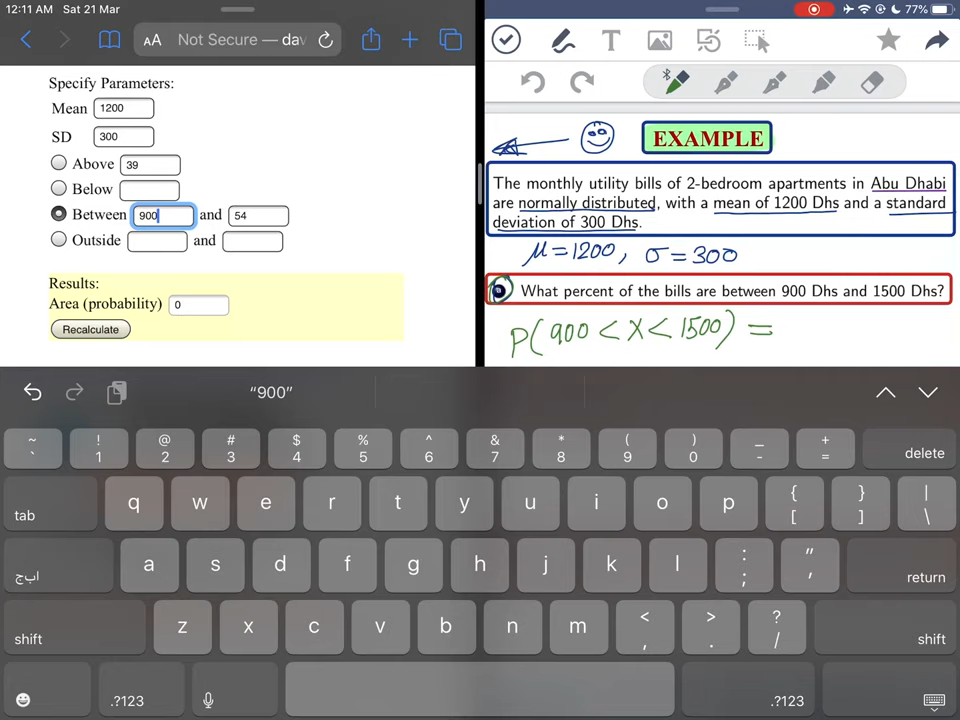 12:11 AM Sat 21 Mar
77%
AA Not Secure — dav
Specify Parameters:
Mean 1200
SD 300
Above 39
Below
Between 900 and 54
Outside and
Results:
Area (probability) 0
Recalculate
T
EXAMPLE
The monthly utility bills of 2-bedroom apartments in Abu Dhabi
are normally distributed, with a mean of 1200 Dhs and a standard
deviation of 300 Dhs.
μ = 1200, σ = 300
What percent of the bills are between 900 Dhs and 1500 Dhs?
P(900 < X < 1500) =
“900”
~ ! @ # $ % ^ & * ( ) _ +
` 1 2 3 4 5 6 7 8 9 0 - = delete
tab q w e r t y u i o p { [ } ] | \
أب‌ج a s d f g h j k l : ; " ' return
shift z x c v b n m < , > . ? / shift
.?123 .?123